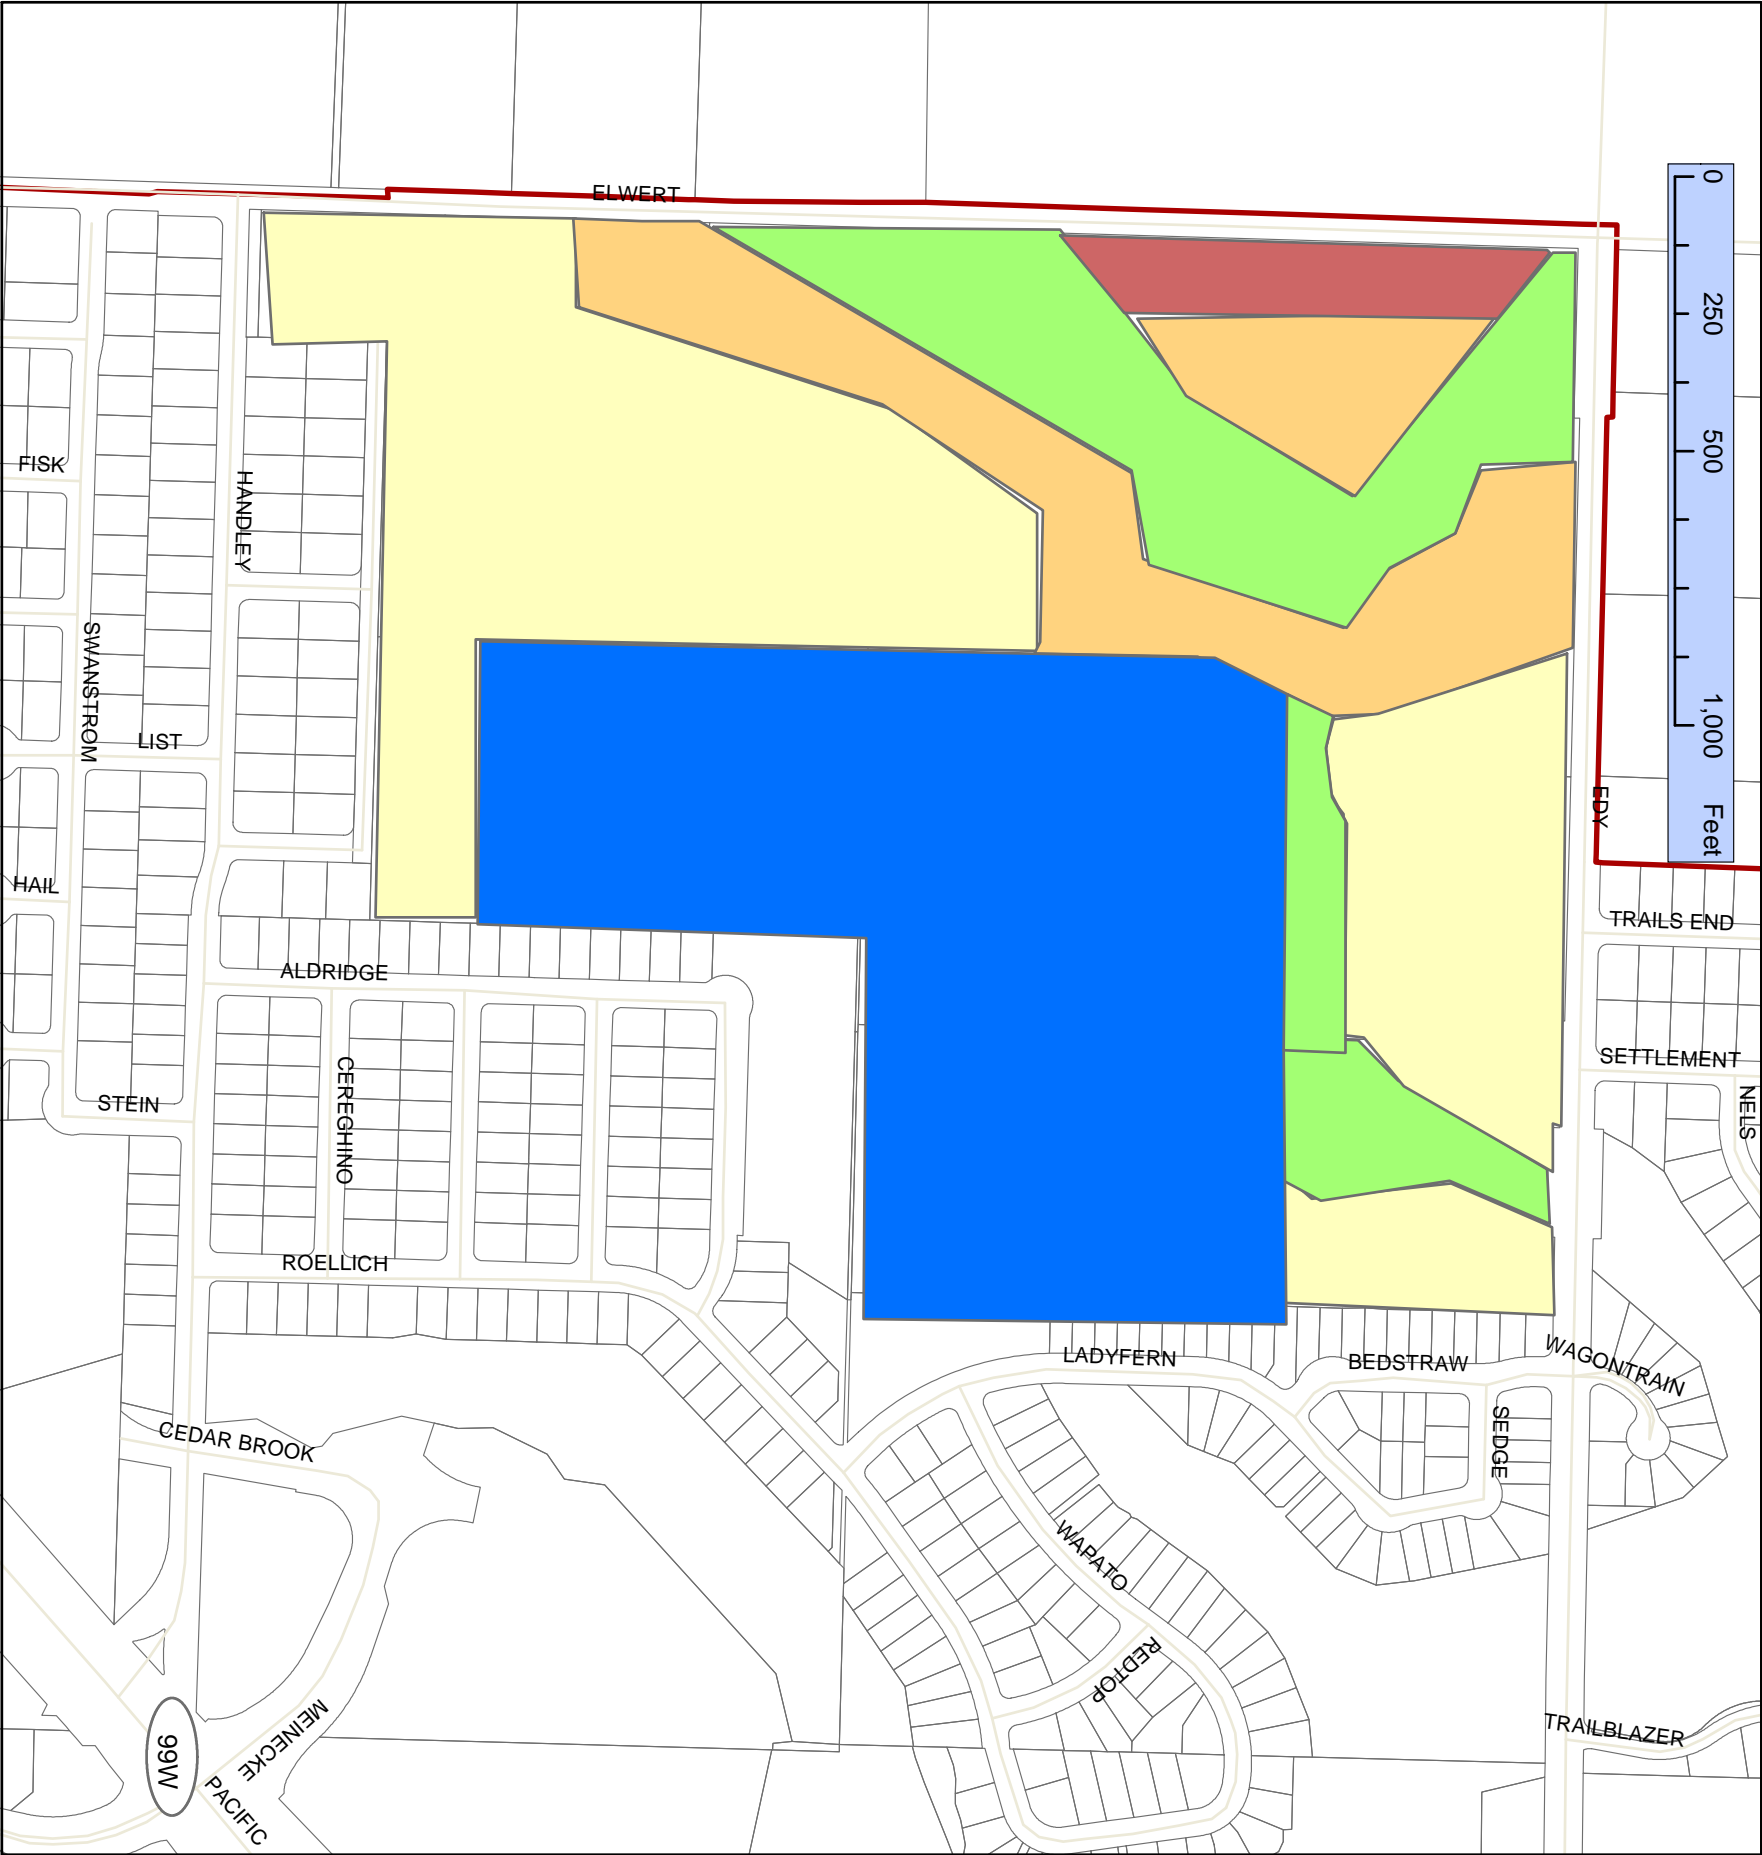 ELWERT
0 250 500 1,000 Feet
FISK
HANDLEY
SWANSTROM
LIST
EDY
HAIL
TRAILS END
ALDRIDGE
SETTLEMENT
NELS
STEIN
CEREGHINO
ROELLICH
LADYFERN
BEDSTRAW
WAGONTRAIN
SEDGE
CEDAR BROOK
WAPATO
REDTOP
MEINECKE
TRAILBLAZER
99W
PACIFIC